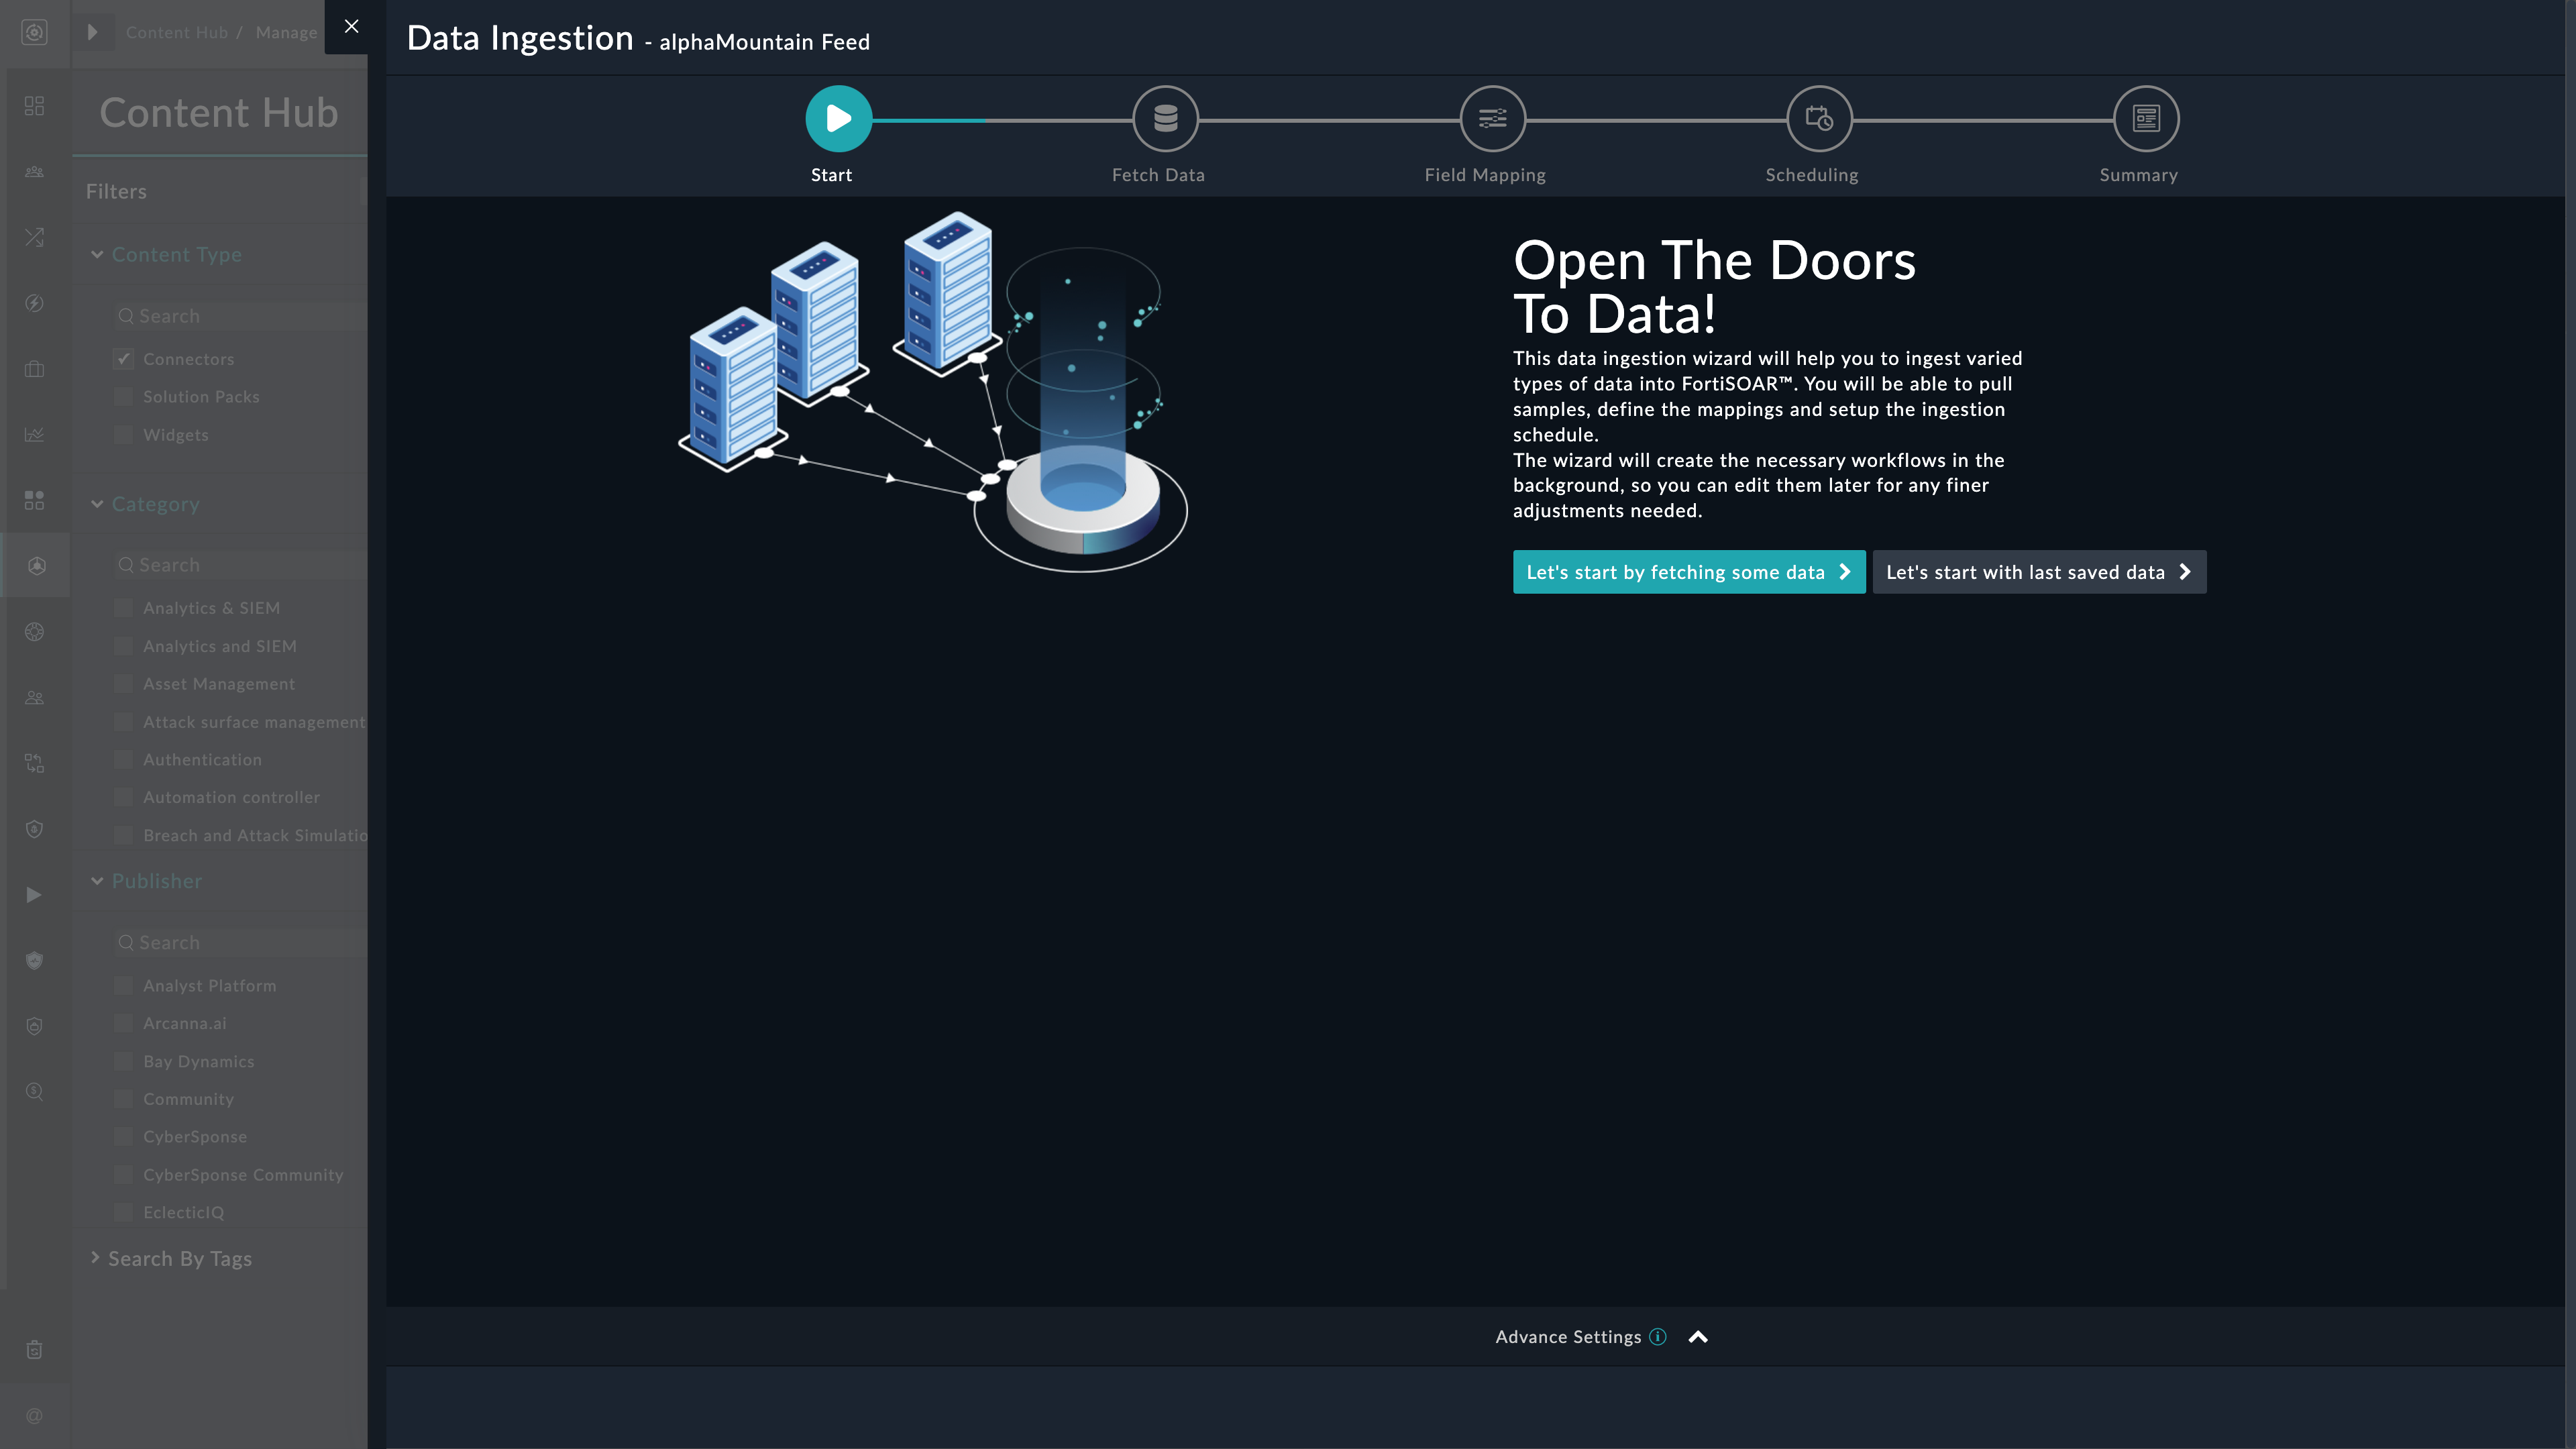 Content Hub / Manage
Data Ingestion - alphaMountain Feed
Content Hub
Start
Fetch Data
Field Mapping
Scheduling
Summary
Filters
Content Type
Search
Connectors
Solution Packs
Widgets
Category
Search
Analytics & SIEM
Analytics and SIEM
Asset Management
Attack surface management
Authentication
Automation controller
Breach and Attack Simulatio
Publisher
Search
Analyst Platform
Arcanna.ai
Bay Dynamics
Community
CyberSponse
CyberSponse Community
EclecticIQ
Search By Tags
@
Open The Doors
To Data!
This data ingestion wizard will help you to ingest varied
types of data into FortiSOAR™. You will be able to pull
samples, define the mappings and setup the ingestion
schedule.
The wizard will create the necessary workflows in the
background, so you can edit them later for any finer
adjustments needed.
Let's start by fetching some data
Let's start with last saved data
Advance Settings